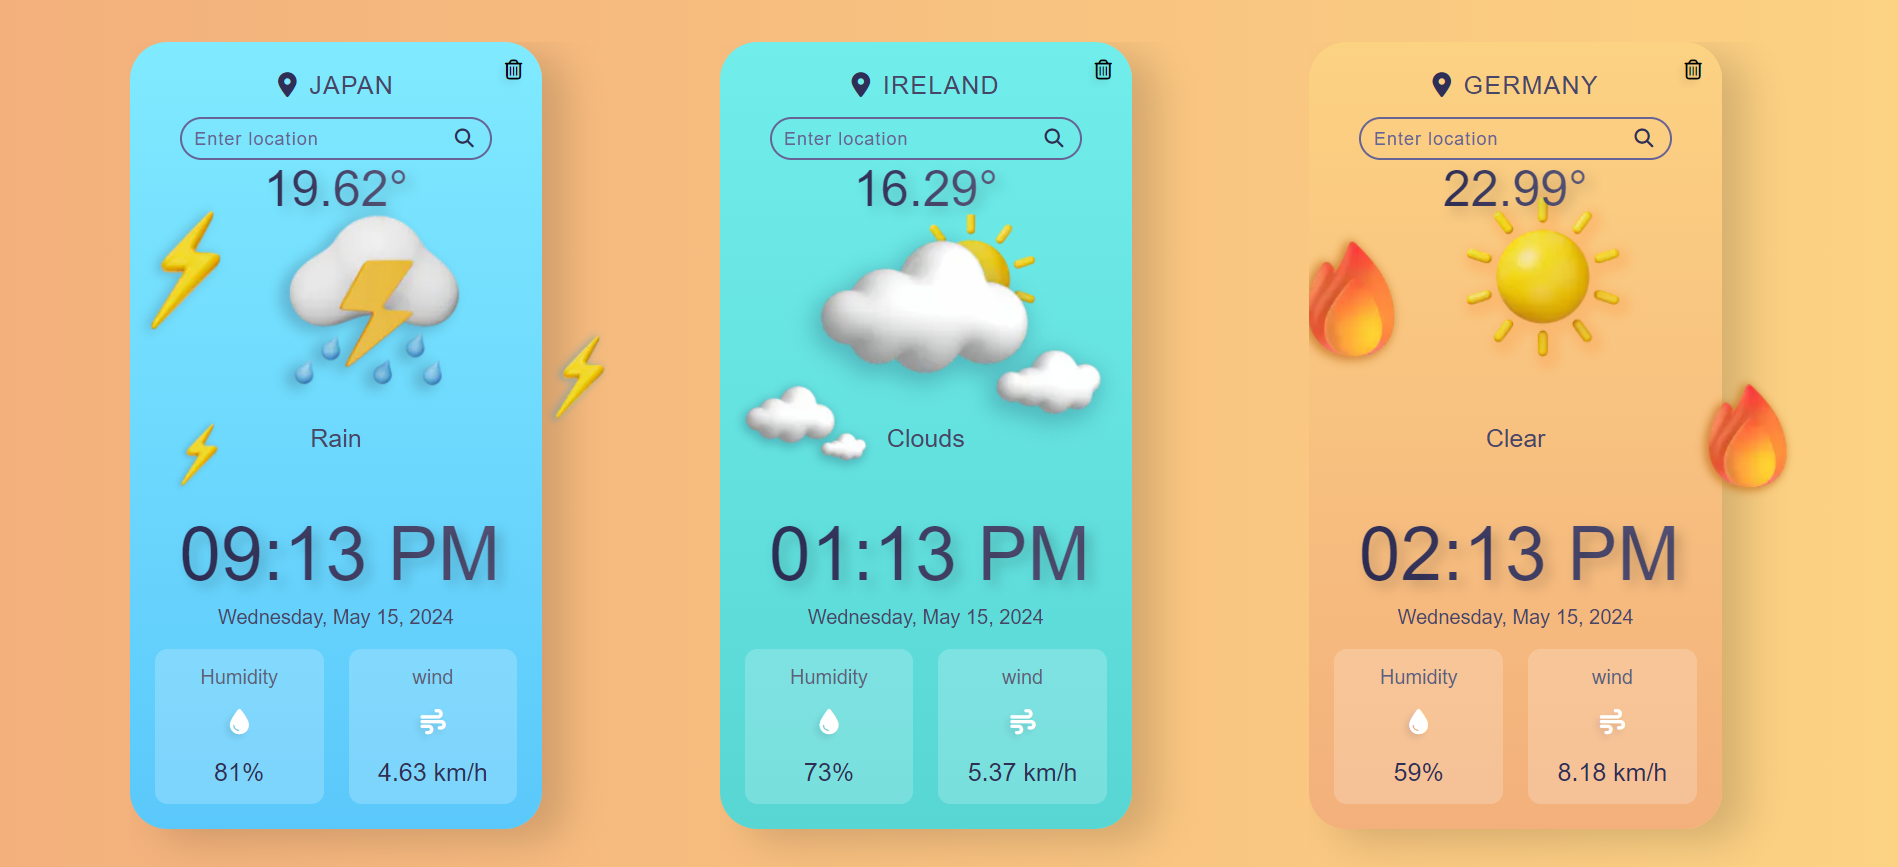 JAPAN
Enter location
19.62°
Rain
09:13 PM
Wednesday, May 15, 2024
Humidity
81%
wind
4.63 km/h
IRELAND
Enter location
16.29°
Clouds
01:13 PM
Wednesday, May 15, 2024
Humidity
73%
wind
5.37 km/h
GERMANY
Enter location
22.99°
Clear
02:13 PM
Wednesday, May 15, 2024
Humidity
59%
wind
8.18 km/h